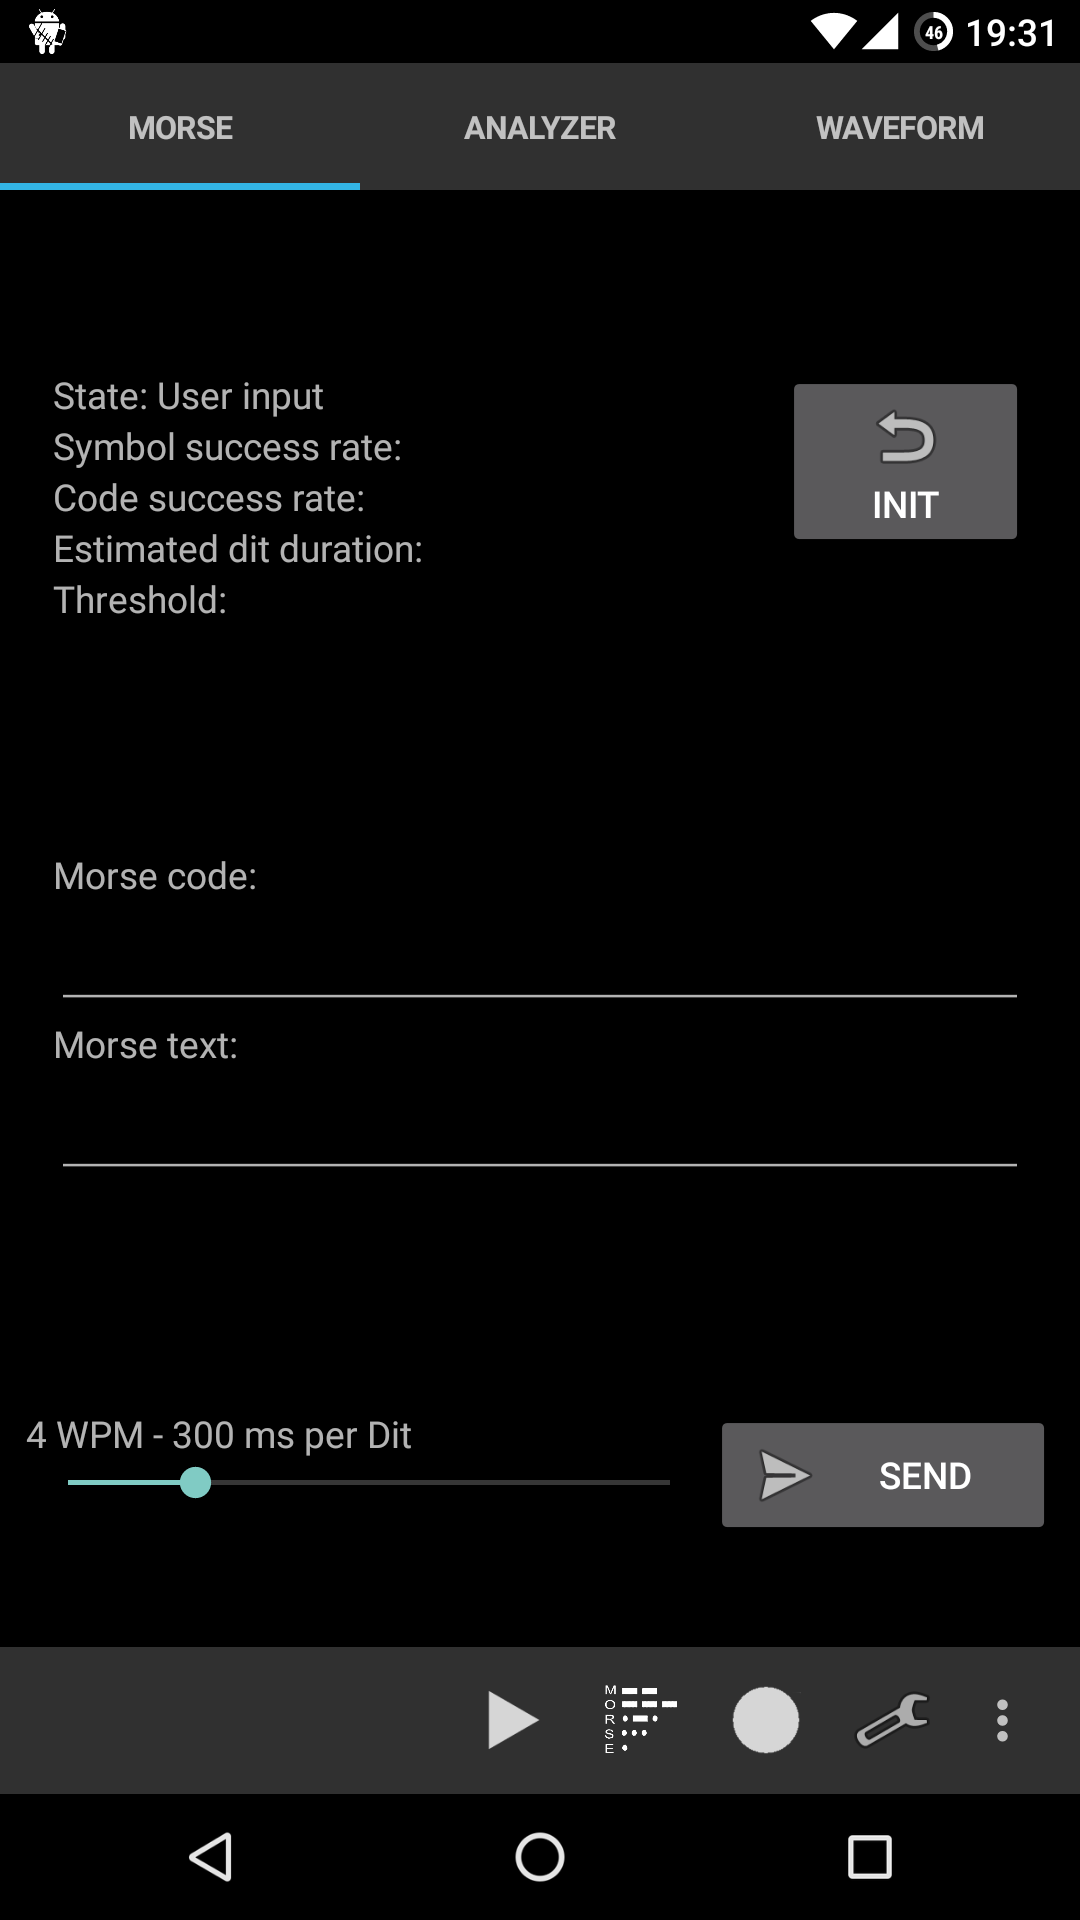 46 19:31
MORSE ANALYZER WAVEFORM
State: User input
Symbol success rate:
Code success rate:
Estimated dit duration:
Threshold:
INIT
Morse code:
Morse text:
4 WPM - 300 ms per Dit
SEND
M
O
R
S
E